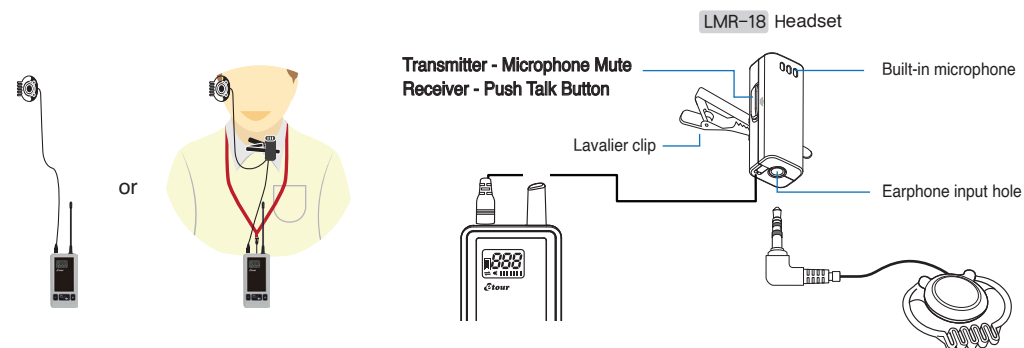 LMR-18 Headset
Transmitter - Microphone Mute
Receiver - Push Talk Button
Built-in microphone
Lavalier clip
or
Earphone input hole
888
etour